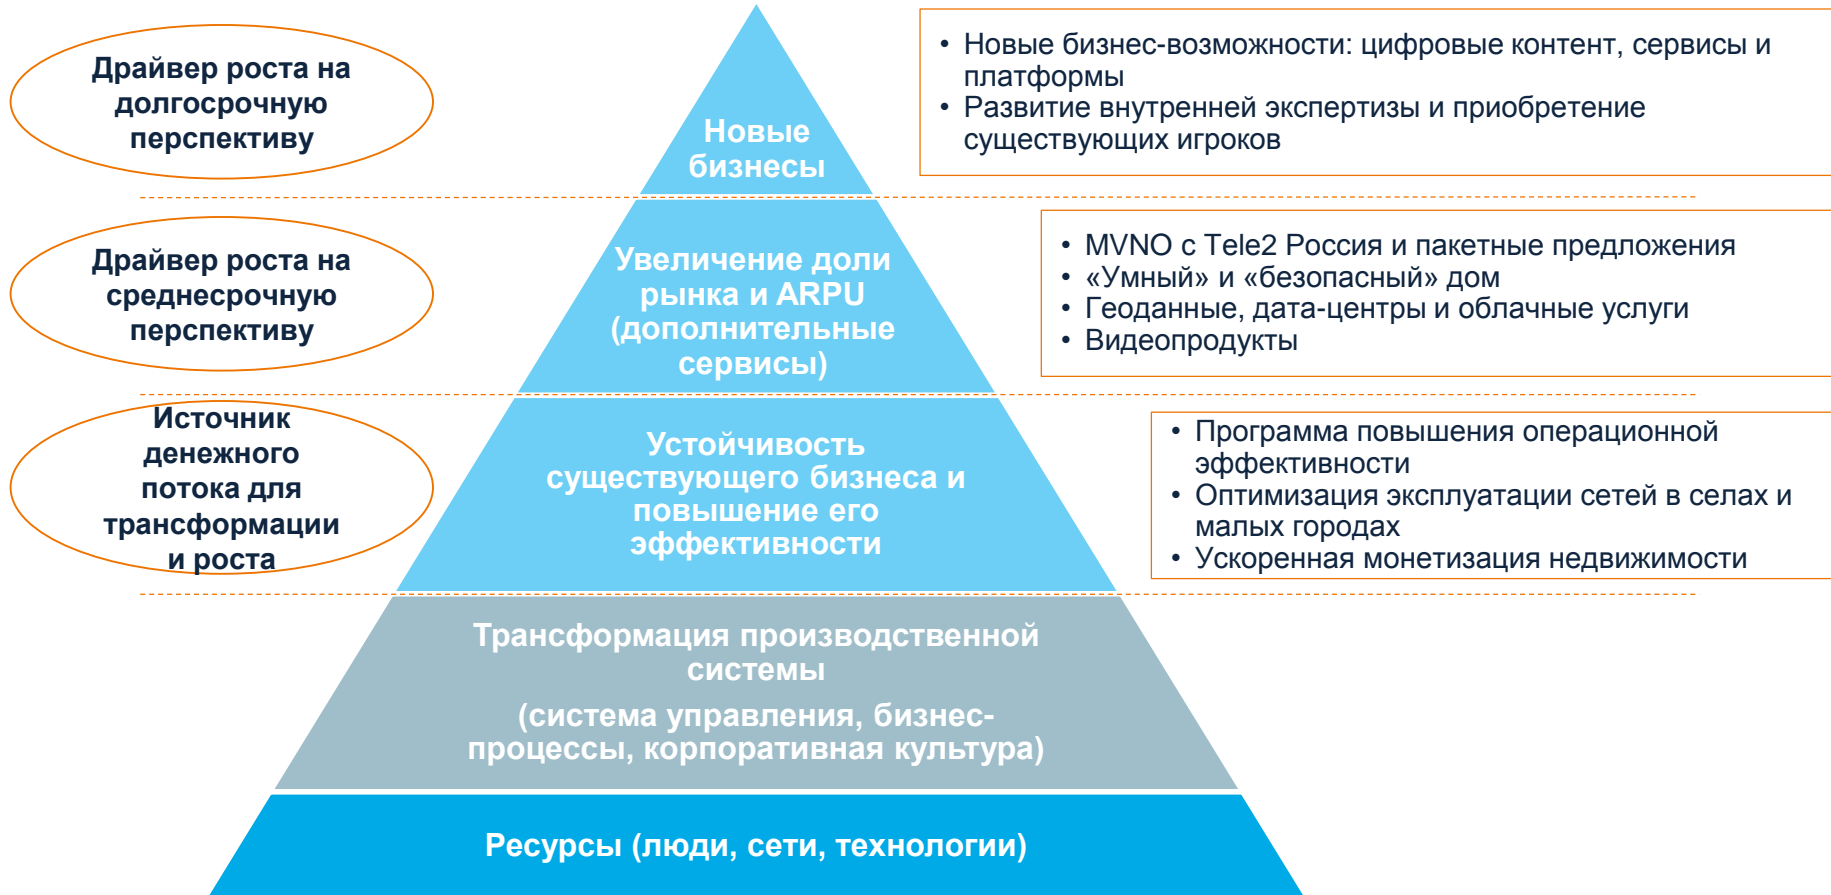 Драйвер роста на
долгосрочную
перспективу
Новые
бизнесы
• Новые бизнес-возможности: цифровые контент, сервисы и
платформы
• Развитие внутренней экспертизы и приобретение
существующих игроков
Драйвер роста на
среднесрочную
перспективу
Увеличение доли
рынка и ARPU
(дополнительные
сервисы)
• MVNO с Tele2 Россия и пакетные предложения
• «Умный» и «безопасный» дом
• Геоданные, дата-центры и облачные услуги
• Видеопродукты
Источник
денежного
потока для
трансформации
и роста
Устойчивость
существующего бизнеса и
повышение его
эффективности
• Программа повышения операционной
эффективности
• Оптимизация эксплуатации сетей в селах и
малых городах
• Ускоренная монетизация недвижимости
Трансформация производственной
системы
(система управления, бизнес-
процессы, корпоративная культура)
Ресурсы (люди, сети, технологии)